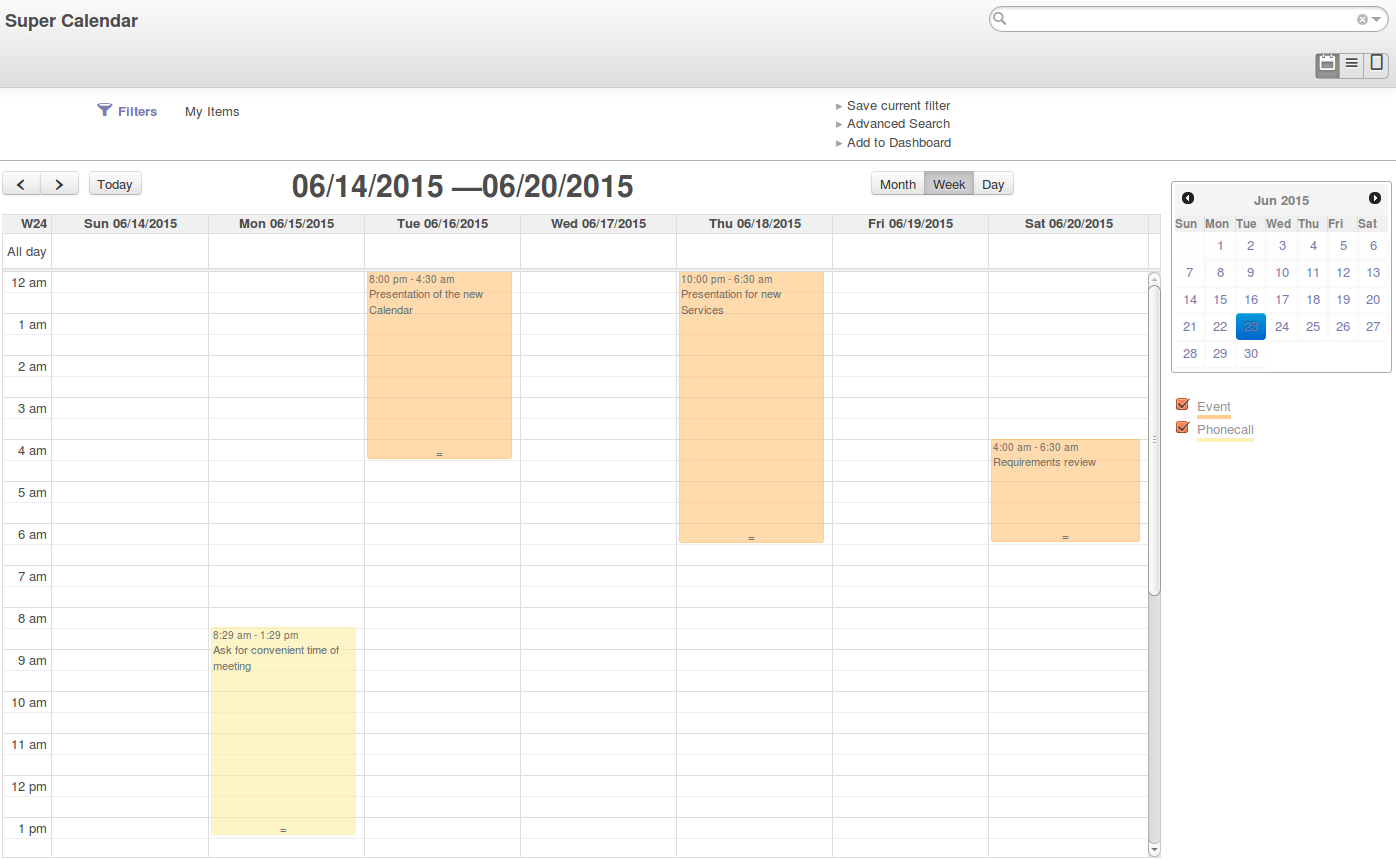 Super Calendar
Filters
My Items
Save current filter
Advanced Search
Add to Dashboard
Today
06/14/2015 —06/20/2015
Month
Week
Day
W24
Sun 06/14/2015
Mon 06/15/2015
Tue 06/16/2015
Wed 06/17/2015
Thu 06/18/2015
Fri 06/19/2015
Sat 06/20/2015
All day
12 am
1 am
2 am
3 am
4 am
5 am
6 am
7 am
8 am
9 am
10 am
11 am
12 pm
1 pm
8:29 am - 1:29 pm
Ask for convenient time of
meeting
8:00 pm - 4:30 am
Presentation of the new
Calendar
10:00 pm - 6:30 am
Presentation for new
Services
4:00 am - 6:30 am
Requirements review
Jun 2015
Sun Mon Tue Wed Thu Fri Sat
1 2 3 4 5 6
7 8 9 10 11 12 13
14 15 16 17 18 19 20
21 22 23 24 25 26 27
28 29 30
Event
Phonecall